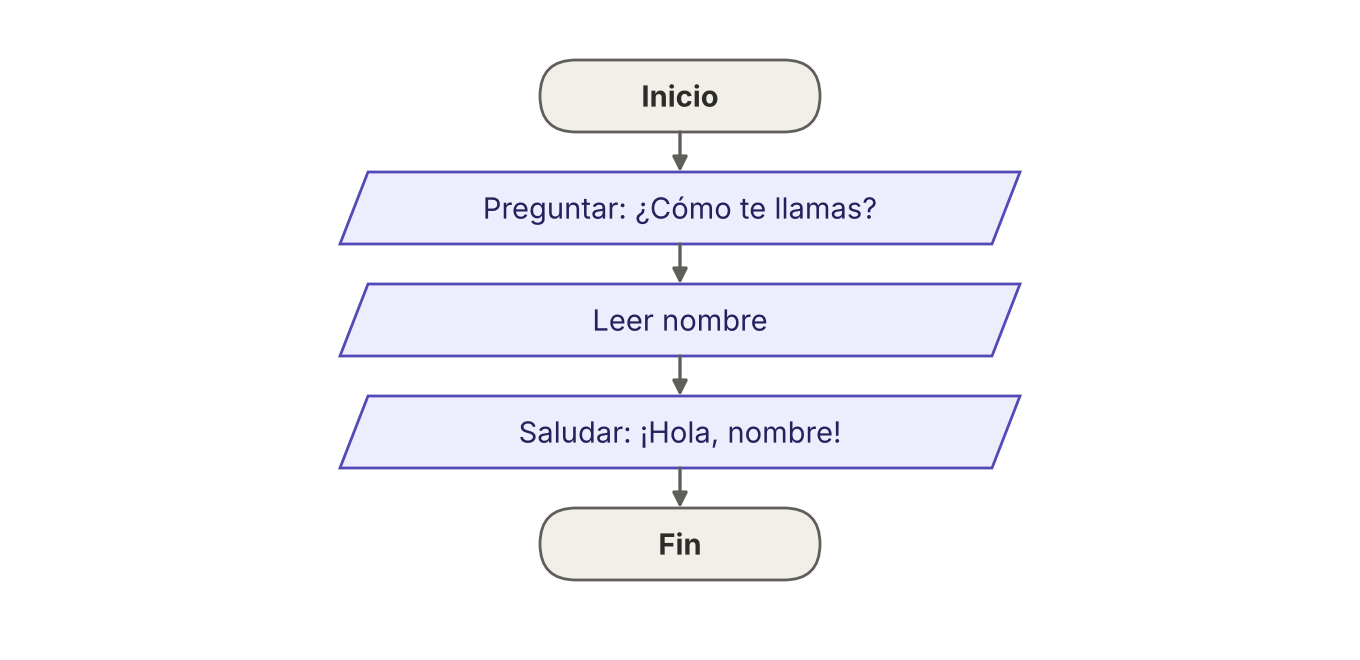 Inicio
Preguntar: ¿Cómo te llamas?
Leer nombre
Saludar: ¡Hola, nombre!
Fin